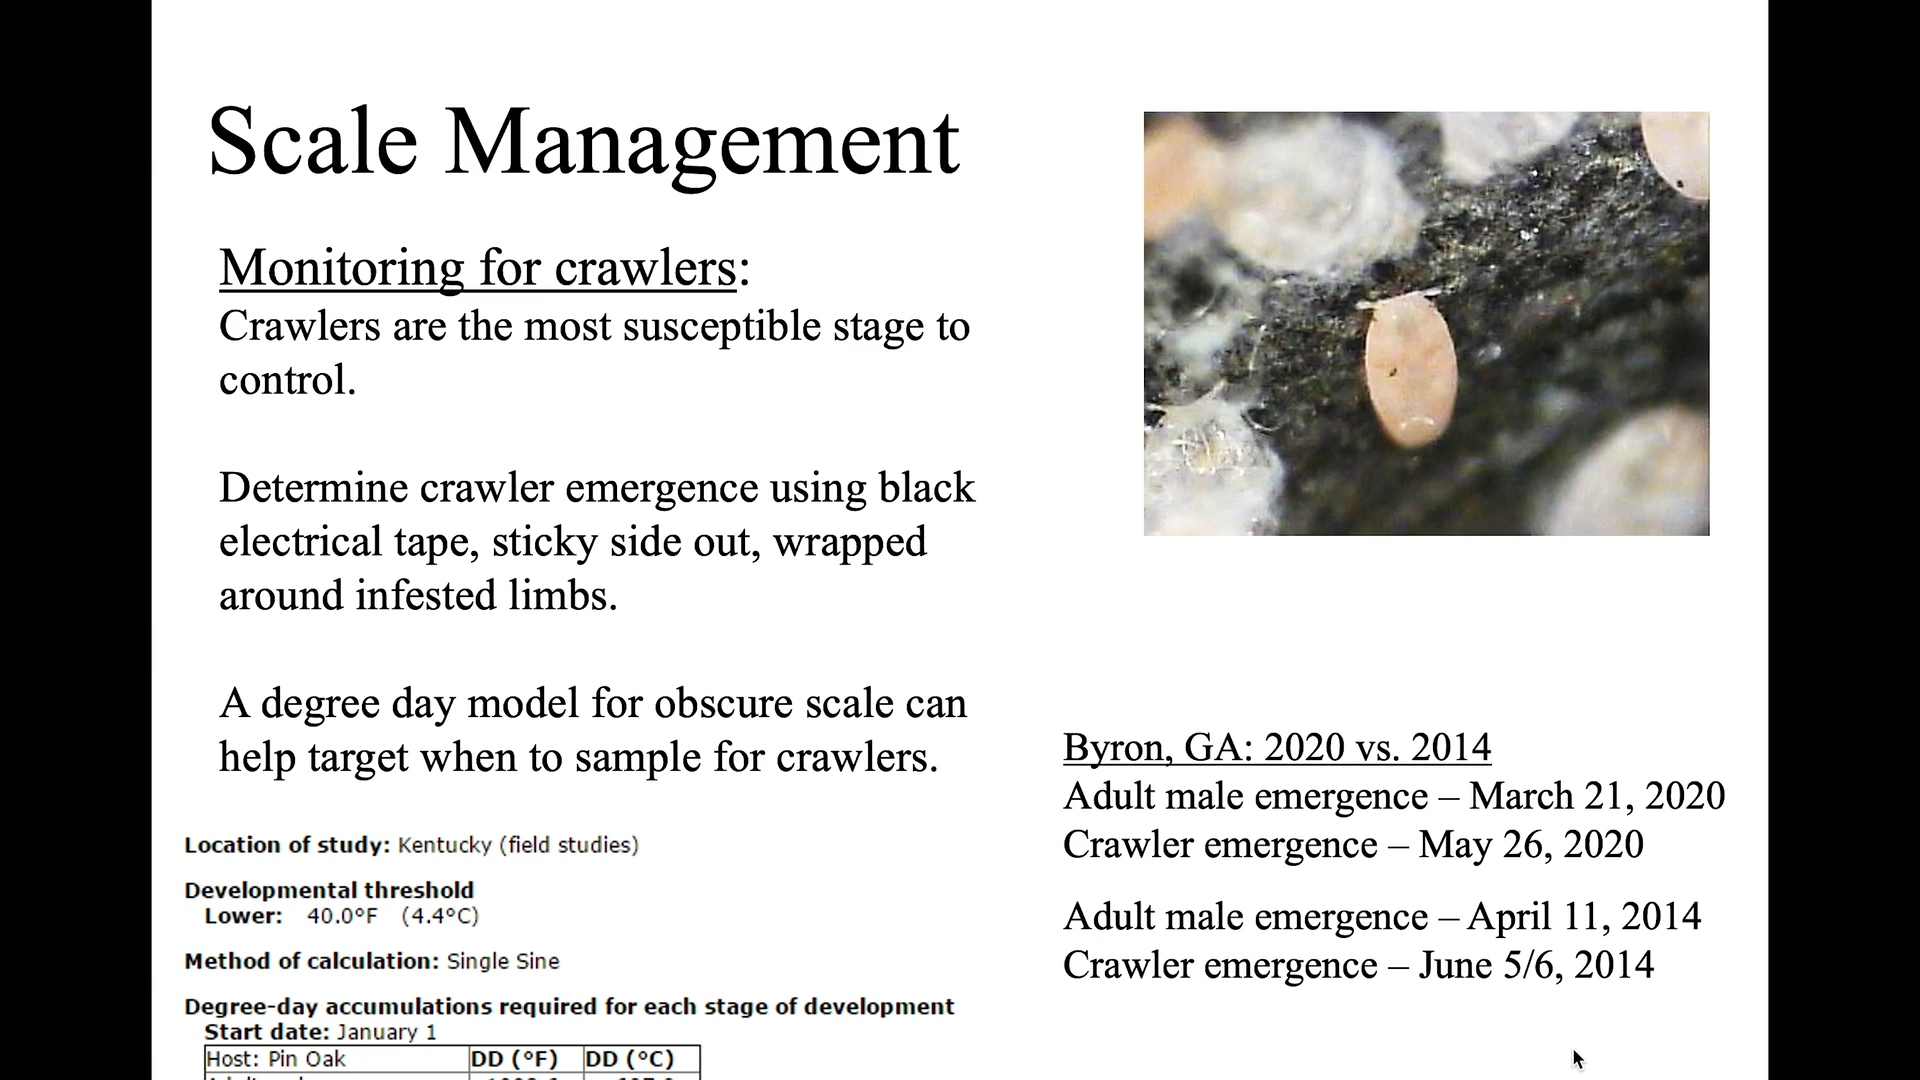 Scale Management
Monitoring for crawlers:
Crawlers are the most susceptible stage to
control.
Determine crawler emergence using black
electrical tape, sticky side out, wrapped
around infested limbs.
A degree day model for obscure scale can
help target when to sample for crawlers.
Location of study: Kentucky (field studies)
Developmental threshold
Lower: 40.0°F (4.4°C)
Method of calculation: Single Sine
Degree-day accumulations required for each stage of development
Start date: January 1
Host: Pin Oak DD (°F) DD (°C)
Byron, GA: 2020 vs. 2014
Adult male emergence – March 21, 2020
Crawler emergence – May 26, 2020
Adult male emergence – April 11, 2014
Crawler emergence – June 5/6, 2014